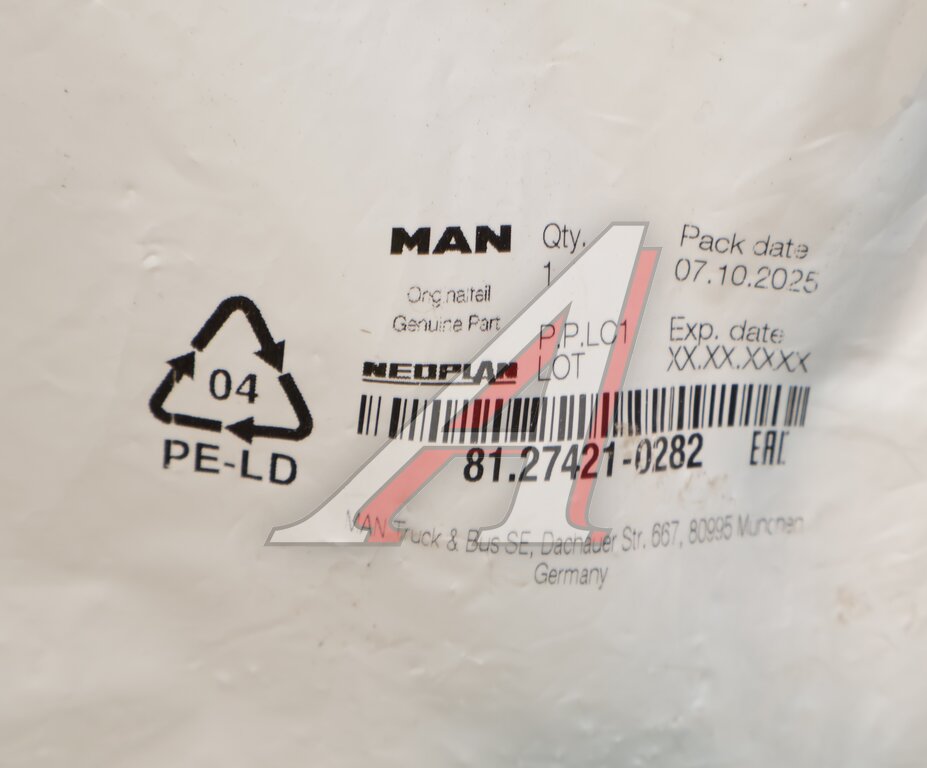 MAN
Originalteil
Genuine Part
NEOPLAN
Qty.
1
P.P.LC1
LOT
Pack date
07.10.2025
Exp. date
XX.XX.XXXX
81.27421-0282
EAC
MAN Truck & Bus SE, Dachauer Str. 667, 80995 München
Germany
04
PE-LD